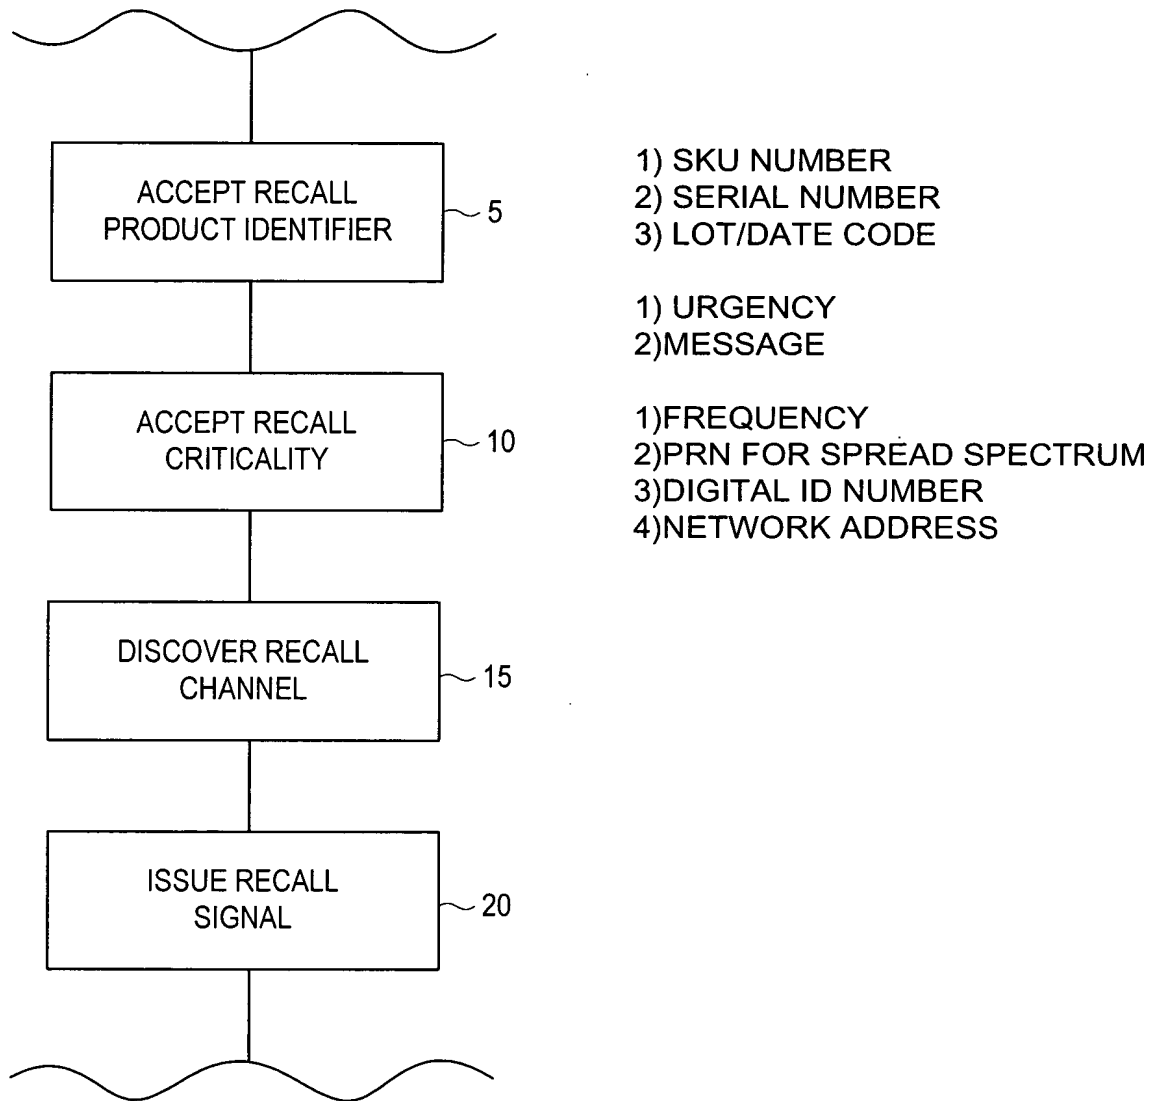 ACCEPT RECALL
PRODUCT IDENTIFIER
5
ACCEPT RECALL
CRITICALITY
10
DISCOVER RECALL
CHANNEL
15
ISSUE RECALL
SIGNAL
20
1) SKU NUMBER
2) SERIAL NUMBER
3) LOT/DATE CODE
1) URGENCY
2)MESSAGE
1)FREQUENCY
2)PRN FOR SPREAD SPECTRUM
3)DIGITAL ID NUMBER
4)NETWORK ADDRESS